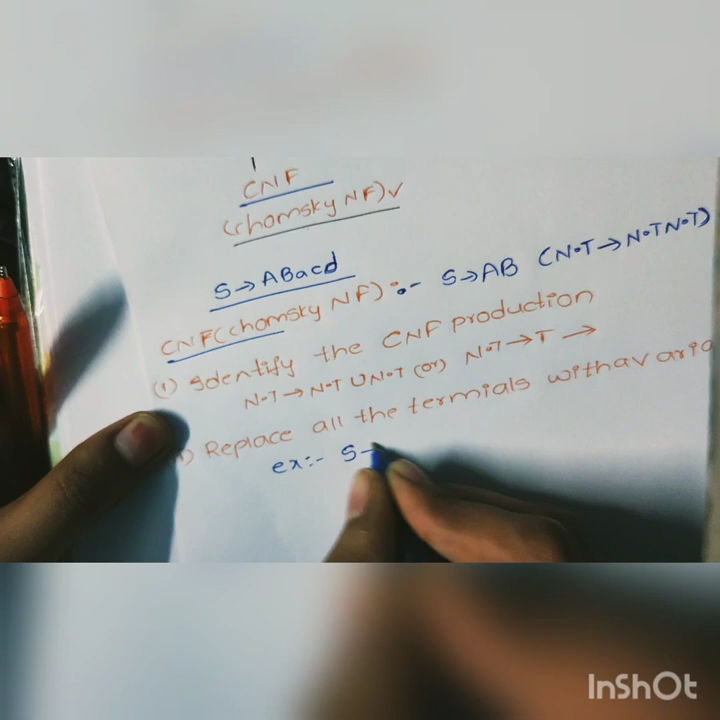 CNF
(chomsky NF)✓
S→ABacd
CNF(chomsky NF):- S→AB (N•T→N•TN•T)
(1) Identify the CNF production
N•T→N•T UN•T (or) N•T→T→
) Replace all the termials with a varia
ex:- S→
InShOt